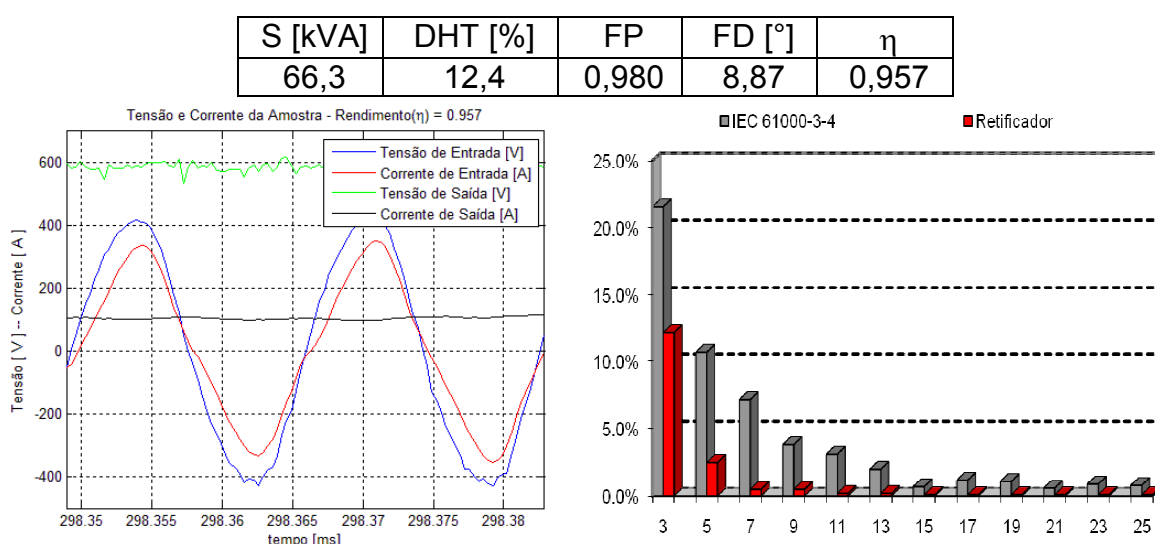 S [kVA] DHT [%] FP FD [°] η
66,3 12,4 0,980 8,87 0,957
Tensão e Corrente da Amostra - Rendimento(η) = 0.957
Tensão [ V ] -- Corrente [ A ]
600
400
200
0
-200
-400
Tensão de Entrada [V]
Corrente de Entrada [A]
Tensão de Saída [V]
Corrente de Saída [A]
298.35 298.355 298.36 298.365 298.37 298.375 298.38
tempo [ms]
IEC 61000-3-4 Retificador
25.0%
20.0%
15.0%
10.0%
5.0%
0.0%
3 5 7 9 11 13 15 17 19 21 23 25